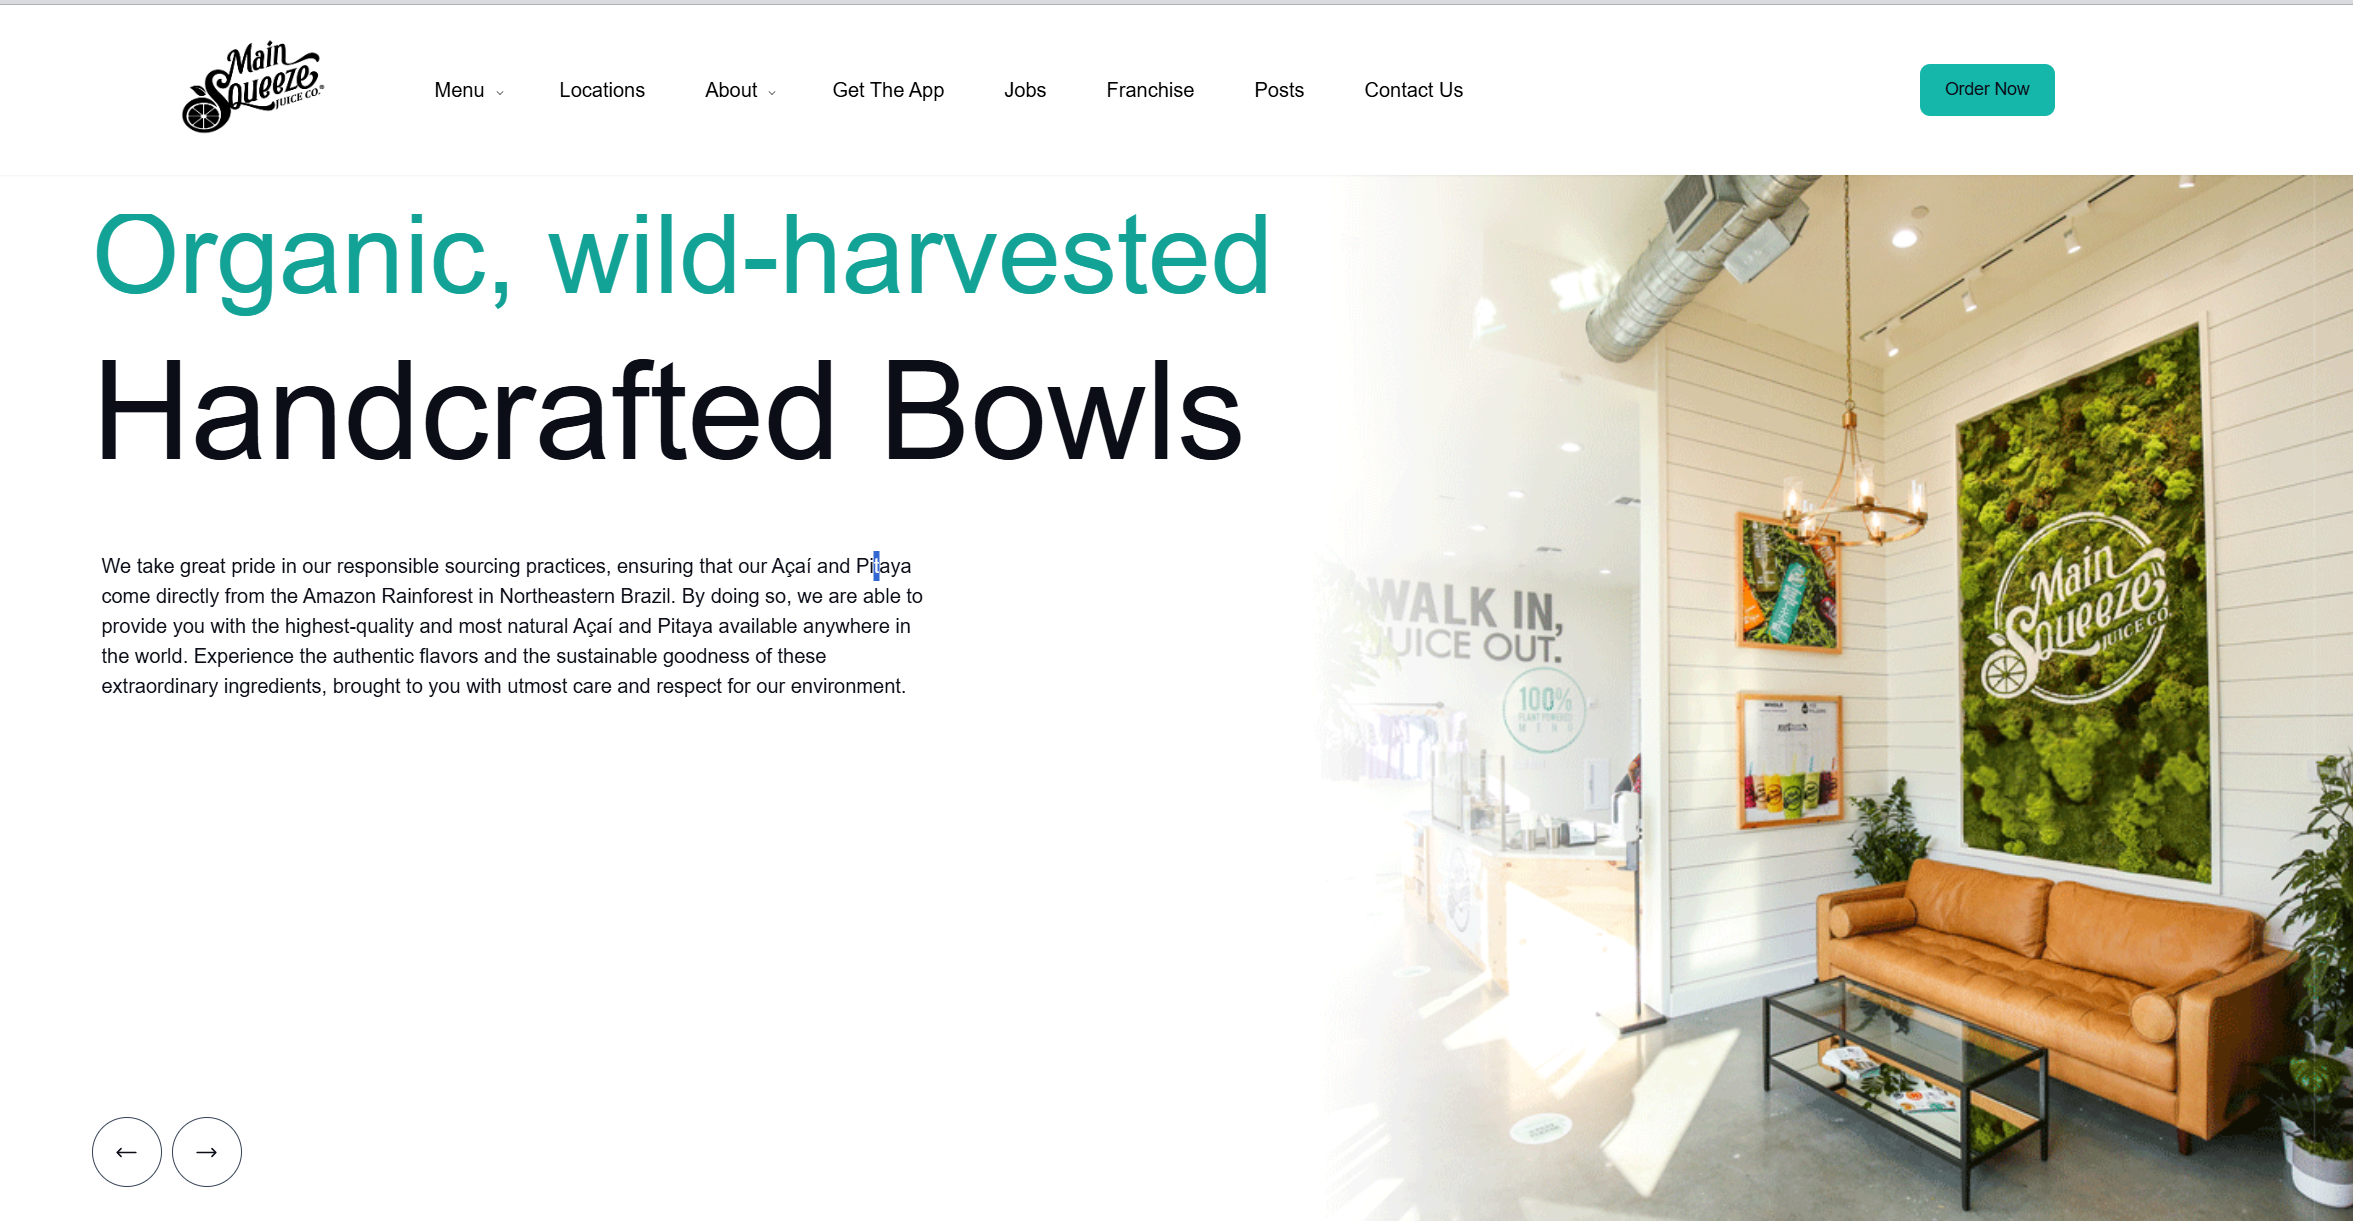 Main
Squeeze
JUICE CO.®
Menu
Locations
About
Get The App
Jobs
Franchise
Posts
Contact Us
Order Now
Organic, wild-harvested
Handcrafted Bowls
We take great pride in our responsible sourcing practices, ensuring that our Açaí and Pitaya
come directly from the Amazon Rainforest in Northeastern Brazil. By doing so, we are able to
provide you with the highest-quality and most natural Açaí and Pitaya available anywhere in
the world. Experience the authentic flavors and the sustainable goodness of these
extraordinary ingredients, brought to you with utmost care and respect for our environment.
WALK IN,
JUICE OUT.
100%
PLANT POWERED
MENU
Main
Squeeze
JUICE CO.